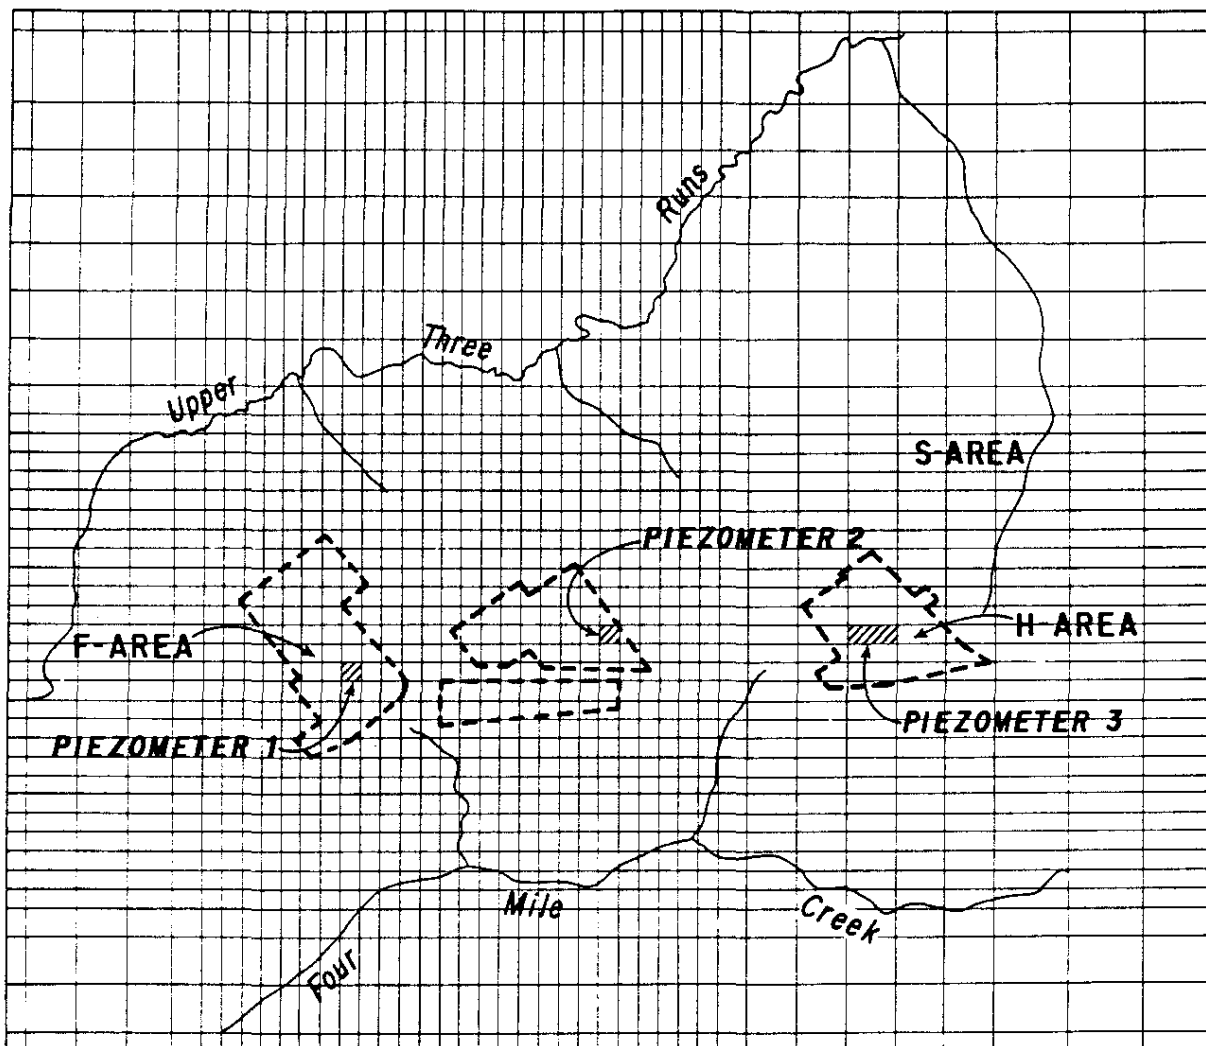 Runs
Three
Upper
S-AREA
PIEZOMETER 2
F-AREA
H-AREA
PIEZOMETER 3
PIEZOMETER 1
Mile
Creek
Four